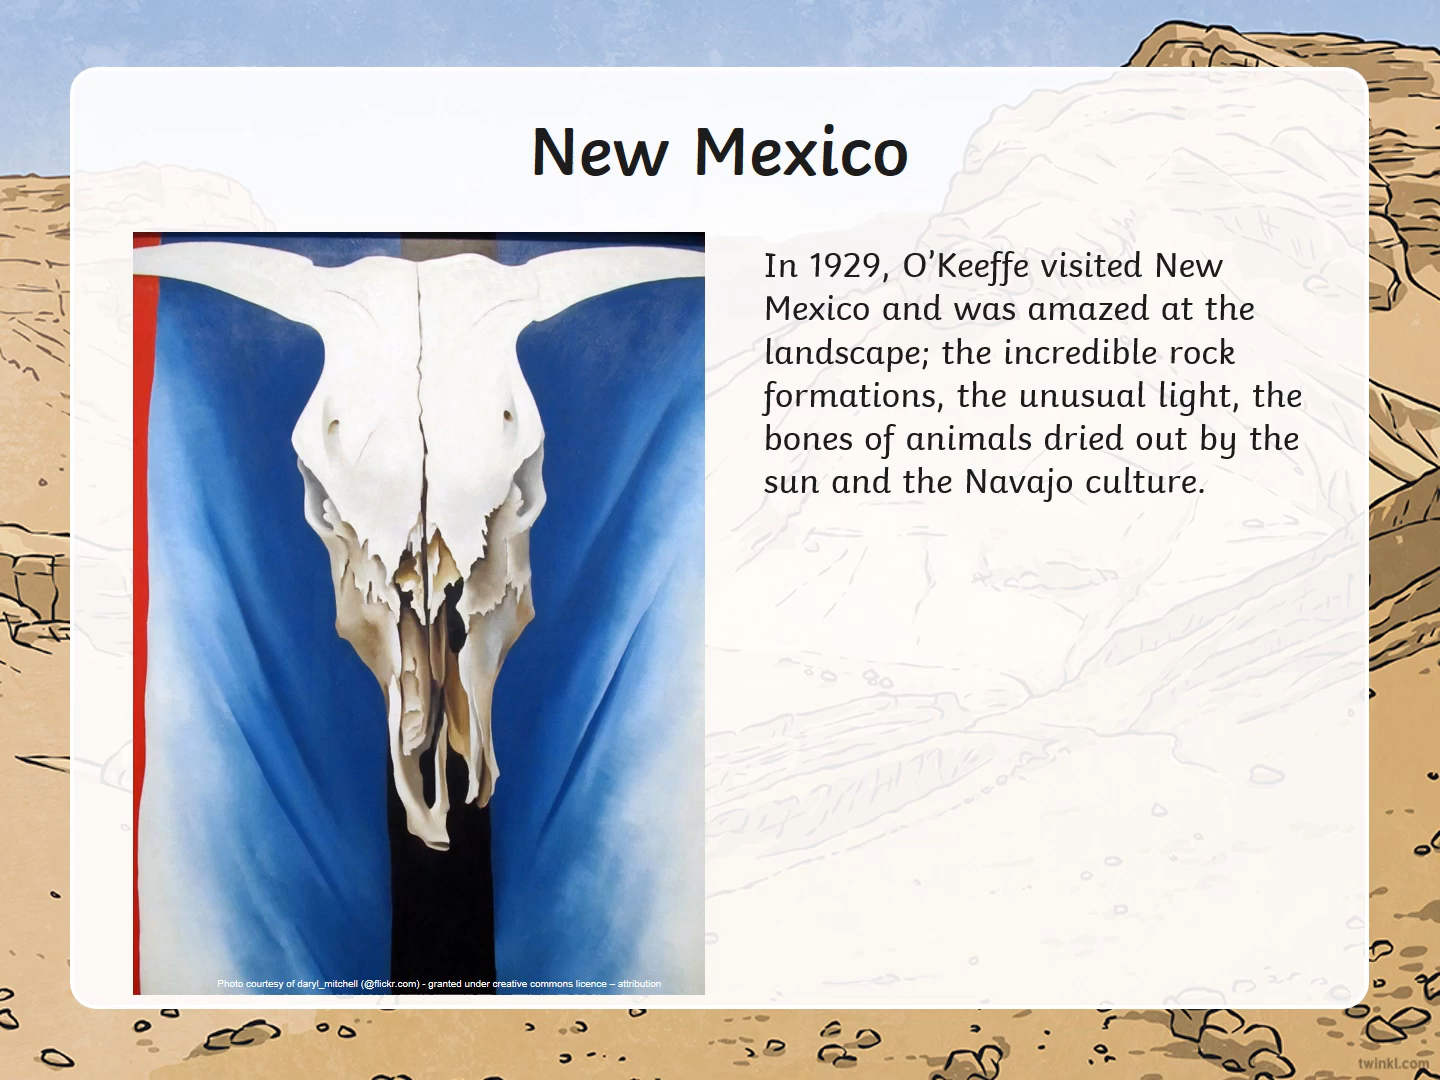 New Mexico
In 1929, O’Keeffe visited New
Mexico and was amazed at the
landscape; the incredible rock
formations, the unusual light, the
bones of animals dried out by the
sun and the Navajo culture.
Photo courtesy of daryl_mitchell (@flickr.com) - granted under creative commons licence – attribution
twinkl.com